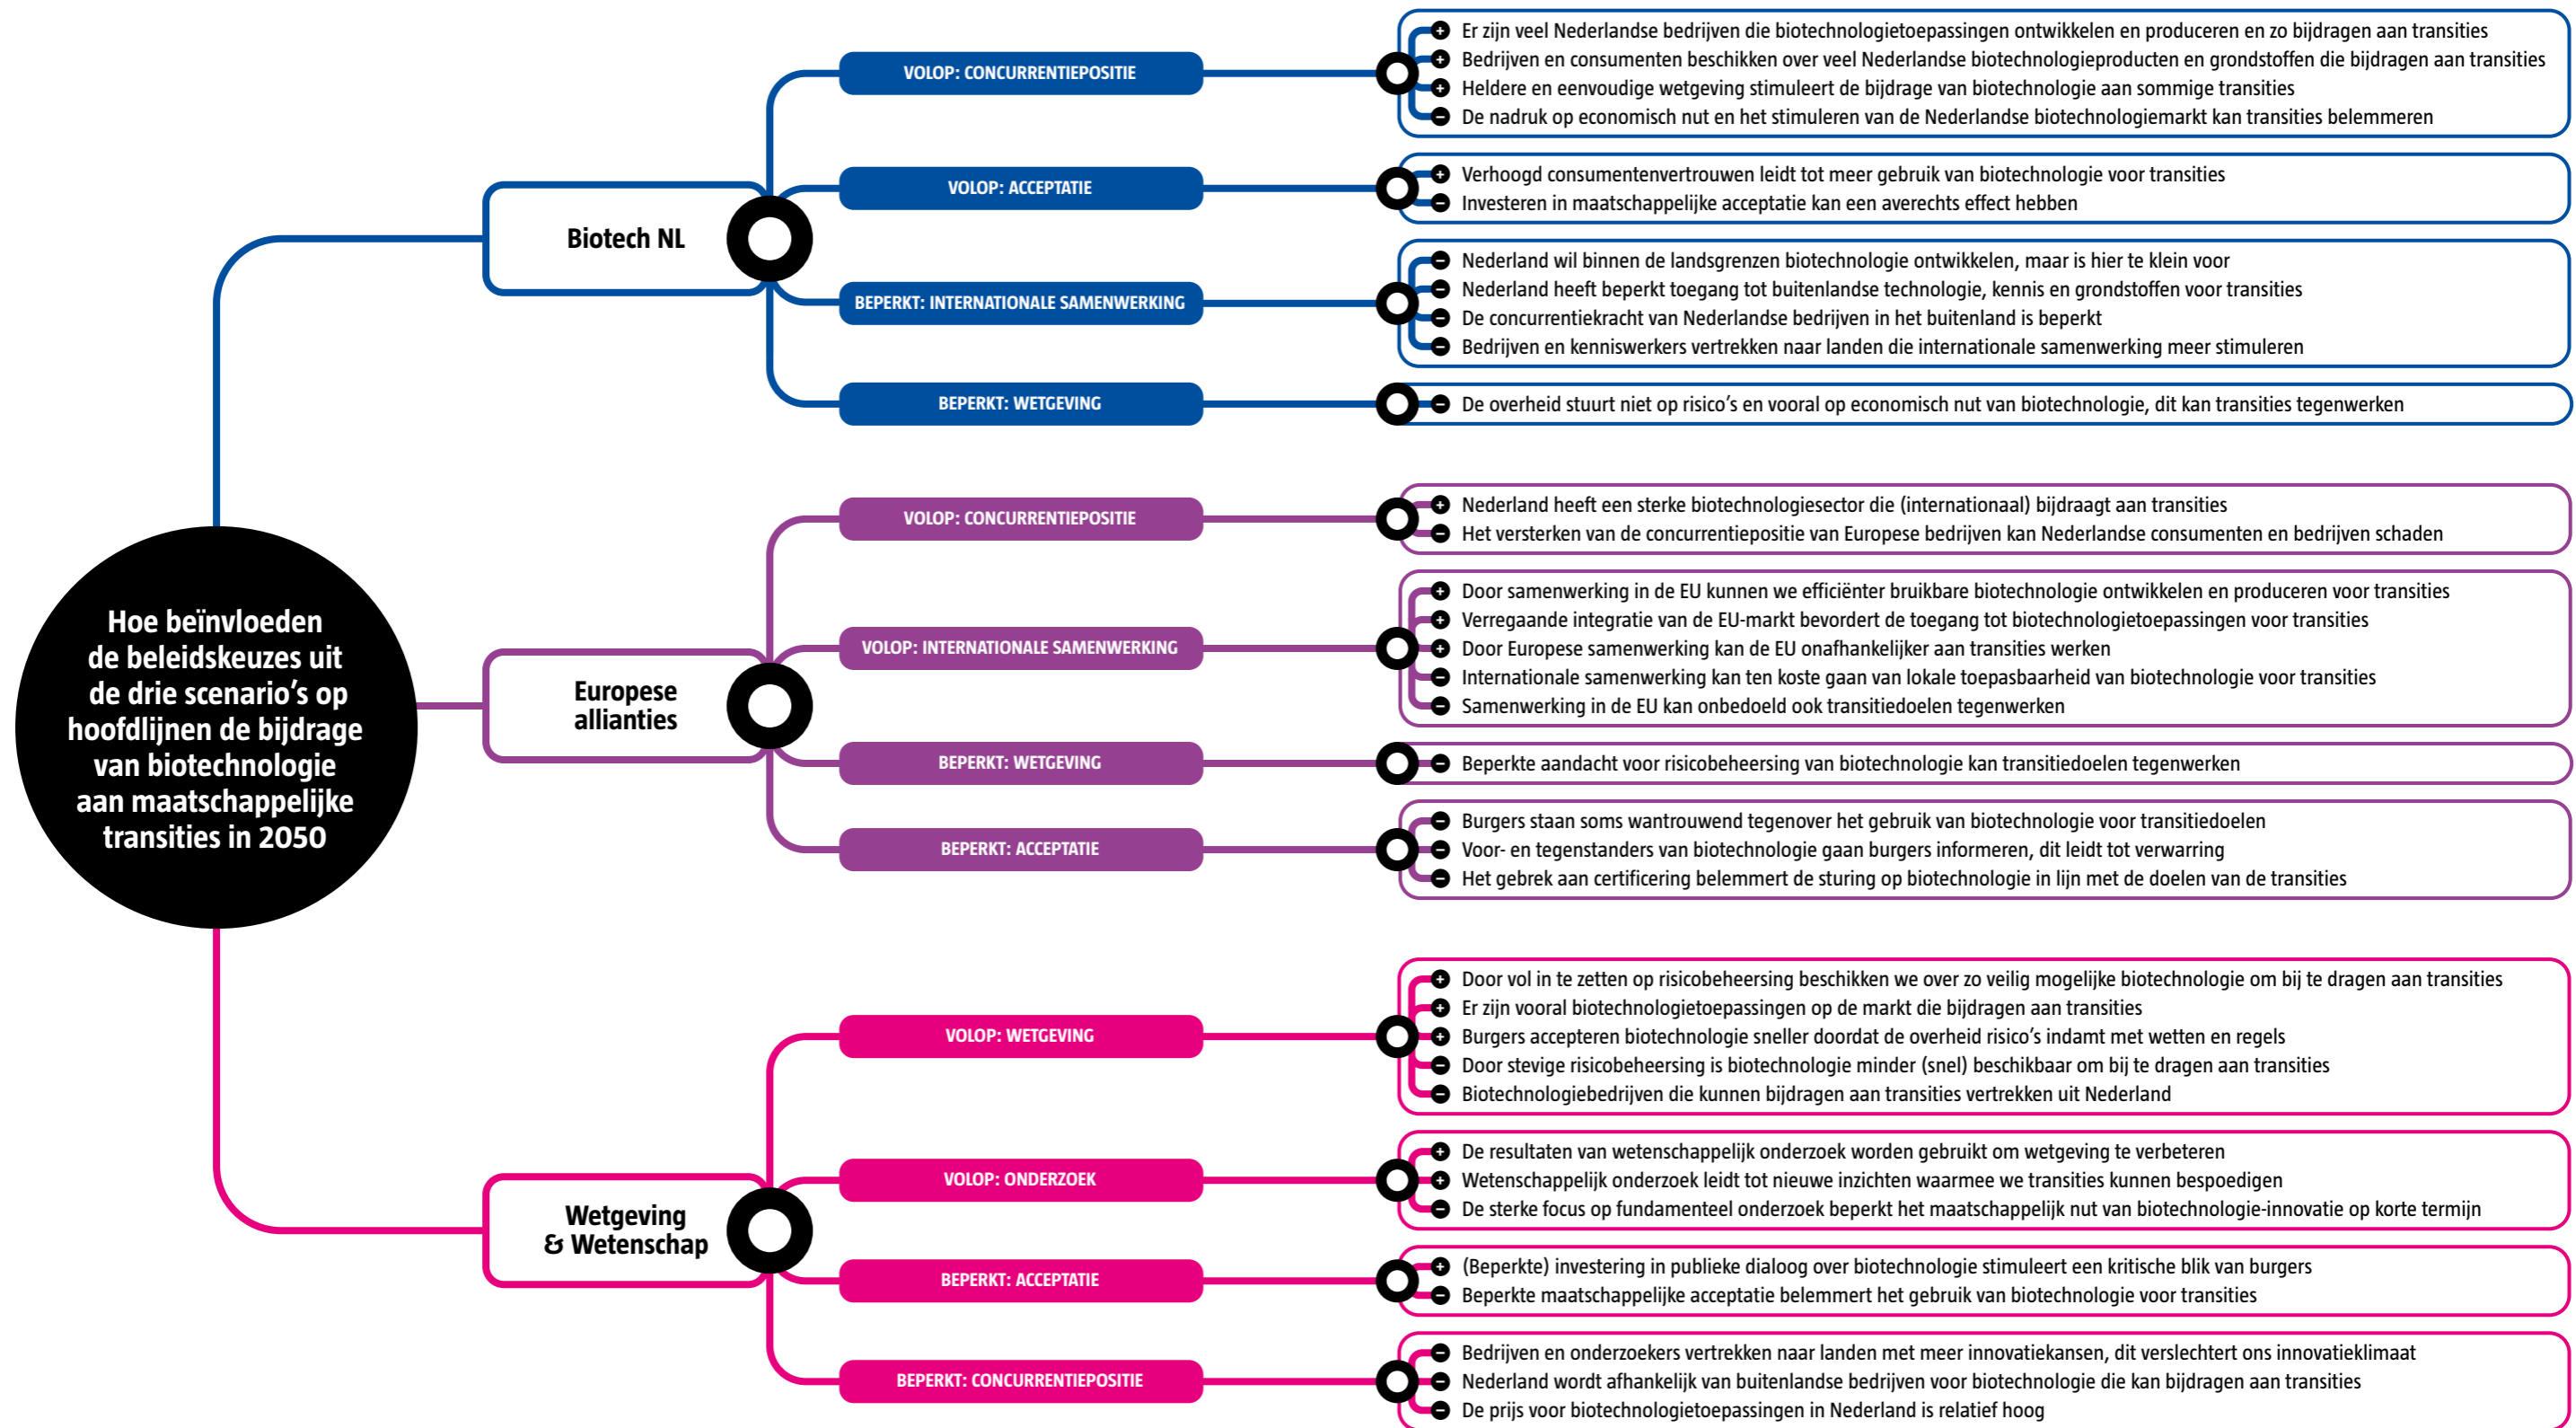 Hoe beïnvloeden
de beleidskeuzes uit
de drie scenario's op
hoofdlijnen de bijdrage
van biotechnologie
aan maatschappelijke
transities in 2050
Biotech NL
VOLOP: CONCURRENTIEPOSITIE
+ Er zijn veel Nederlandse bedrijven die biotechnologietoepassingen ontwikkelen en produceren en zo bijdragen aan transities
+ Bedrijven en consumenten beschikken over veel Nederlandse biotechnologieproducten en grondstoffen die bijdragen aan transities
+ Heldere en eenvoudige wetgeving stimuleert de bijdrage van biotechnologie aan sommige transities
− De nadruk op economisch nut en het stimuleren van de Nederlandse biotechnologiemarkt kan transities belemmeren
VOLOP: ACCEPTATIE
+ Verhoogd consumentenvertrouwen leidt tot meer gebruik van biotechnologie voor transities
− Investeren in maatschappelijke acceptatie kan een averechts effect hebben
BEPERKT: INTERNATIONALE SAMENWERKING
− Nederland wil binnen de landsgrenzen biotechnologie ontwikkelen, maar is hier te klein voor
− Nederland heeft beperkt toegang tot buitenlandse technologie, kennis en grondstoffen voor transities
− De concurrentiekracht van Nederlandse bedrijven in het buitenland is beperkt
− Bedrijven en kenniswerkers vertrekken naar landen die internationale samenwerking meer stimuleren
BEPERKT: WETGEVING
− De overheid stuurt niet op risico's en vooral op economisch nut van biotechnologie, dit kan transities tegenwerken
Europese
allianties
VOLOP: CONCURRENTIEPOSITIE
+ Nederland heeft een sterke biotechnologiesector die (internationaal) bijdraagt aan transities
− Het versterken van de concurrentiepositie van Europese bedrijven kan Nederlandse consumenten en bedrijven schaden
VOLOP: INTERNATIONALE SAMENWERKING
+ Door samenwerking in de EU kunnen we efficiënter bruikbare biotechnologie ontwikkelen en produceren voor transities
+ Verregaande integratie van de EU-markt bevordert de toegang tot biotechnologietoepassingen voor transities
+ Door Europese samenwerking kan de EU onafhankelijker aan transities werken
− Internationale samenwerking kan ten koste gaan van lokale toepasbaarheid van biotechnologie voor transities
− Samenwerking in de EU kan onbedoeld ook transitiedoelen tegenwerken
BEPERKT: WETGEVING
− Beperkte aandacht voor risicobeheersing van biotechnologie kan transitiedoelen tegenwerken
BEPERKT: ACCEPTATIE
− Burgers staan soms wantrouwend tegenover het gebruik van biotechnologie voor transitiedoelen
− Voor- en tegenstanders van biotechnologie gaan burgers informeren, dit leidt tot verwarring
− Het gebrek aan certificering belemmert de sturing op biotechnologie in lijn met de doelen van de transities
Wetgeving
& Wetenschap
VOLOP: WETGEVING
+ Door vol in te zetten op risicobeheersing beschikken we over zo veilig mogelijke biotechnologie om bij te dragen aan transities
+ Er zijn vooral biotechnologietoepassingen op de markt die bijdragen aan transities
+ Burgers accepteren biotechnologie sneller doordat de overheid risico's indamt met wetten en regels
− Door stevige risicobeheersing is biotechnologie minder (snel) beschikbaar om bij te dragen aan transities
− Biotechnologiebedrijven die kunnen bijdragen aan transities vertrekken uit Nederland
VOLOP: ONDERZOEK
+ De resultaten van wetenschappelijk onderzoek worden gebruikt om wetgeving te verbeteren
+ Wetenschappelijk onderzoek leidt tot nieuwe inzichten waarmee we transities kunnen bespoedigen
− De sterke focus op fundamenteel onderzoek beperkt het maatschappelijk nut van biotechnologie-innovatie op korte termijn
BEPERKT: ACCEPTATIE
+ (Beperkte) investering in publieke dialoog over biotechnologie stimuleert een kritische blik van burgers
− Beperkte maatschappelijke acceptatie belemmert het gebruik van biotechnologie voor transities
BEPERKT: CONCURRENTIEPOSITIE
− Bedrijven en onderzoekers vertrekken naar landen met meer innovatiekansen, dit verslechtert ons innovatieklimaat
− Nederland wordt afhankelijk van buitenlandse bedrijven voor biotechnologie die kan bijdragen aan transities
− De prijs voor biotechnologietoepassingen in Nederland is relatief hoog